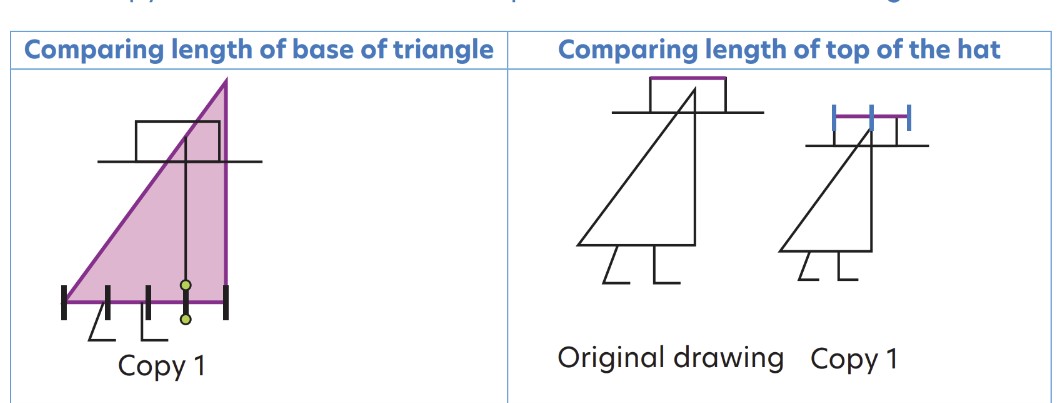 Comparing length of base of triangle
Comparing length of top of the hat
Copy 1
Original drawing
Copy 1